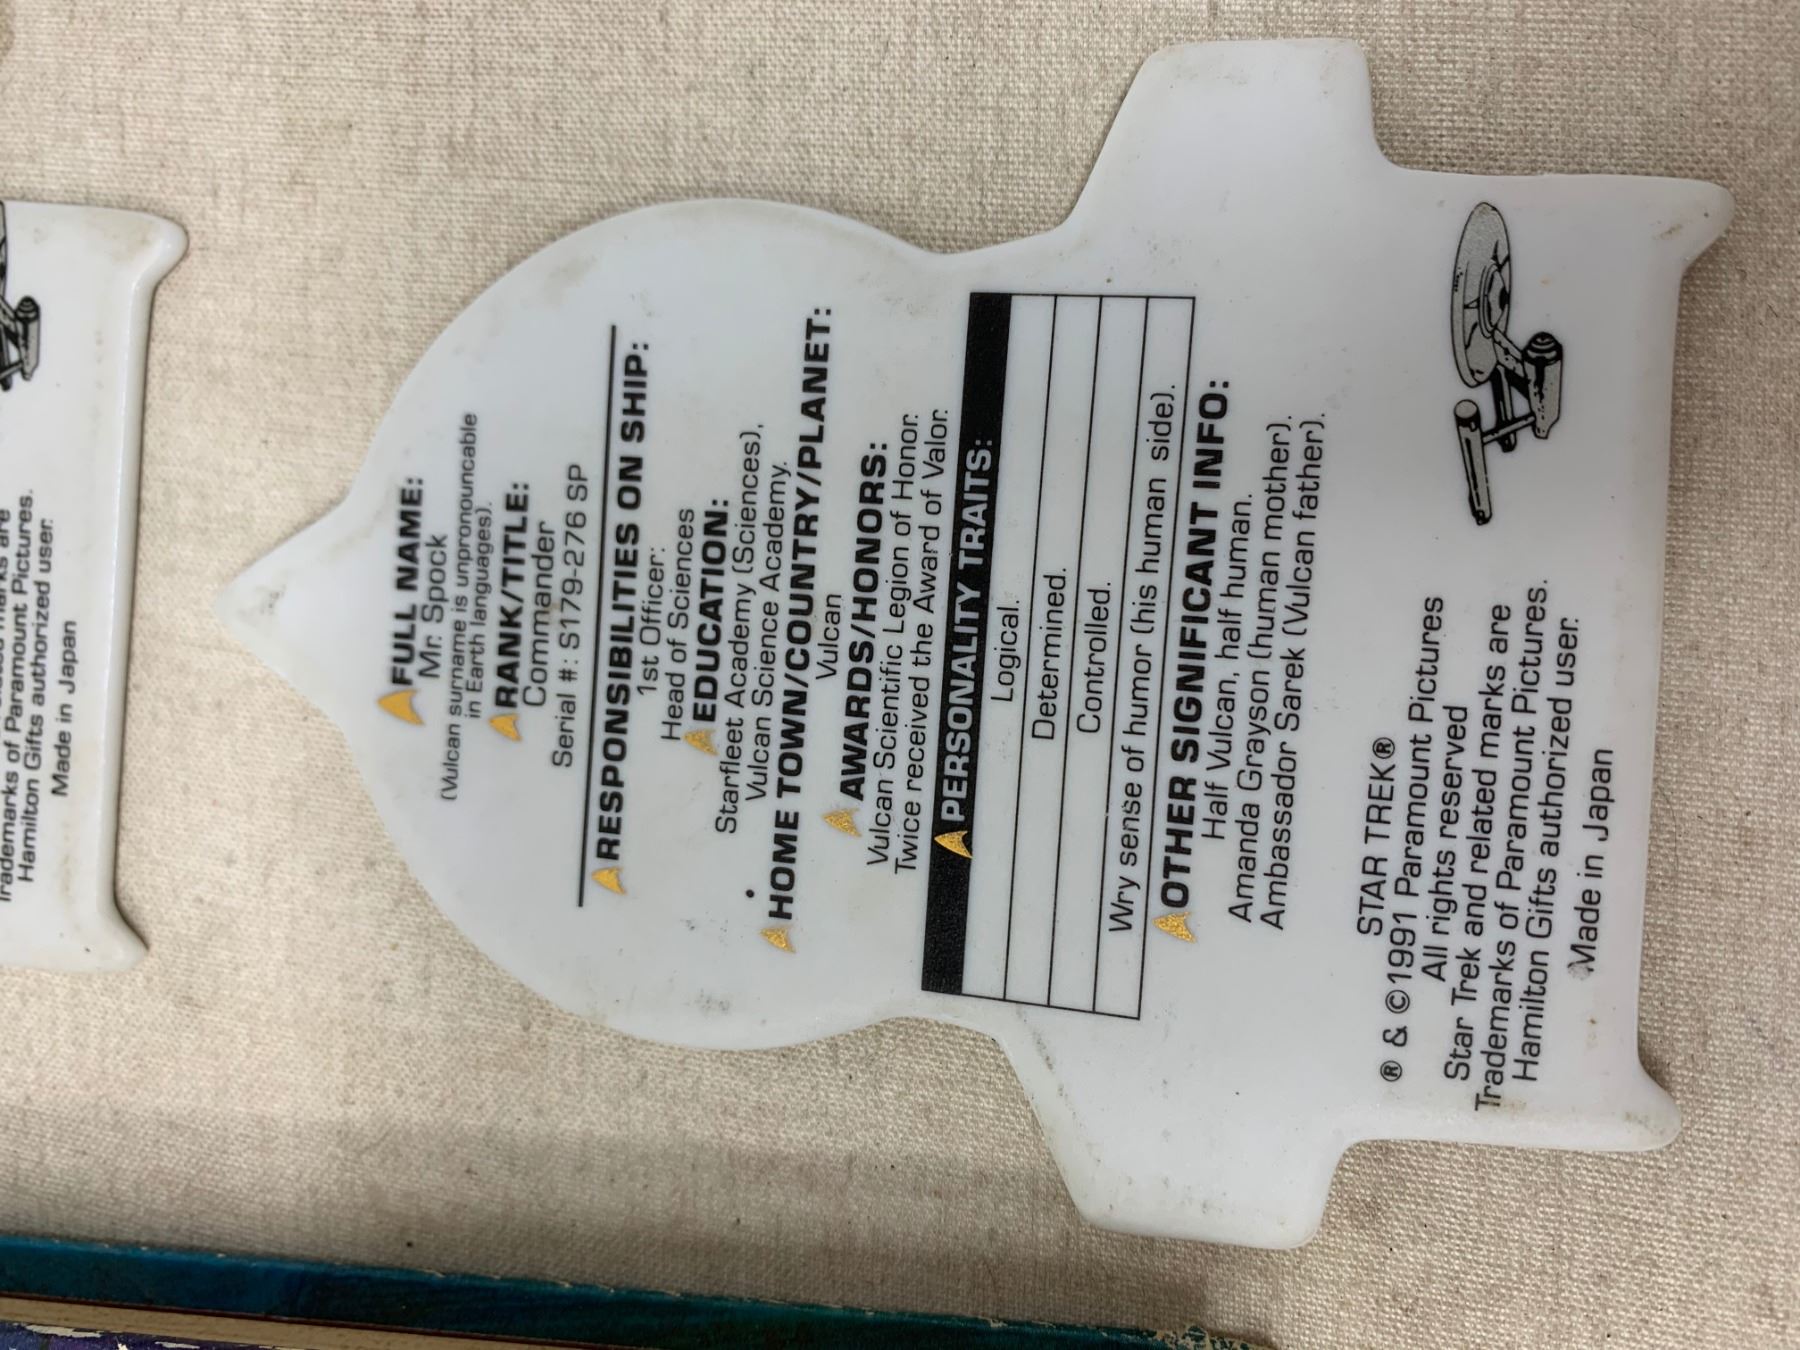 FULL NAME:
Mr. Spock
(Vulcan surname is unpronouncable
in Earth languages).
RANK/TITLE:
Commander
Serial #: S179-276 SP
RESPONSIBILITIES ON SHIP:
1st Officer:
Head of Sciences
EDUCATION:
Starfleet Academy (Sciences),
Vulcan Science Academy.
HOME TOWN/COUNTRY/PLANET:
Vulcan
AWARDS/HONORS:
Vulcan Scientific Legion of Honor.
Twice received the Award of Valor.
PERSONALITY TRAITS:
Logical.
Determined.
Controlled.
Wry sense of humor (his human side).
OTHER SIGNIFICANT INFO:
Half Vulcan, half human.
Amanda Grayson (human mother).
Ambassador Sarek (Vulcan father).
STAR TREK®
® & ©1991 Paramount Pictures
All rights reserved
Star Trek and related marks are
Trademarks of Paramount Pictures.
Hamilton Gifts authorized user.
Made in Japan
marks are
Trademarks of Paramount Pictures.
Hamilton Gifts authorized user.
Made in Japan